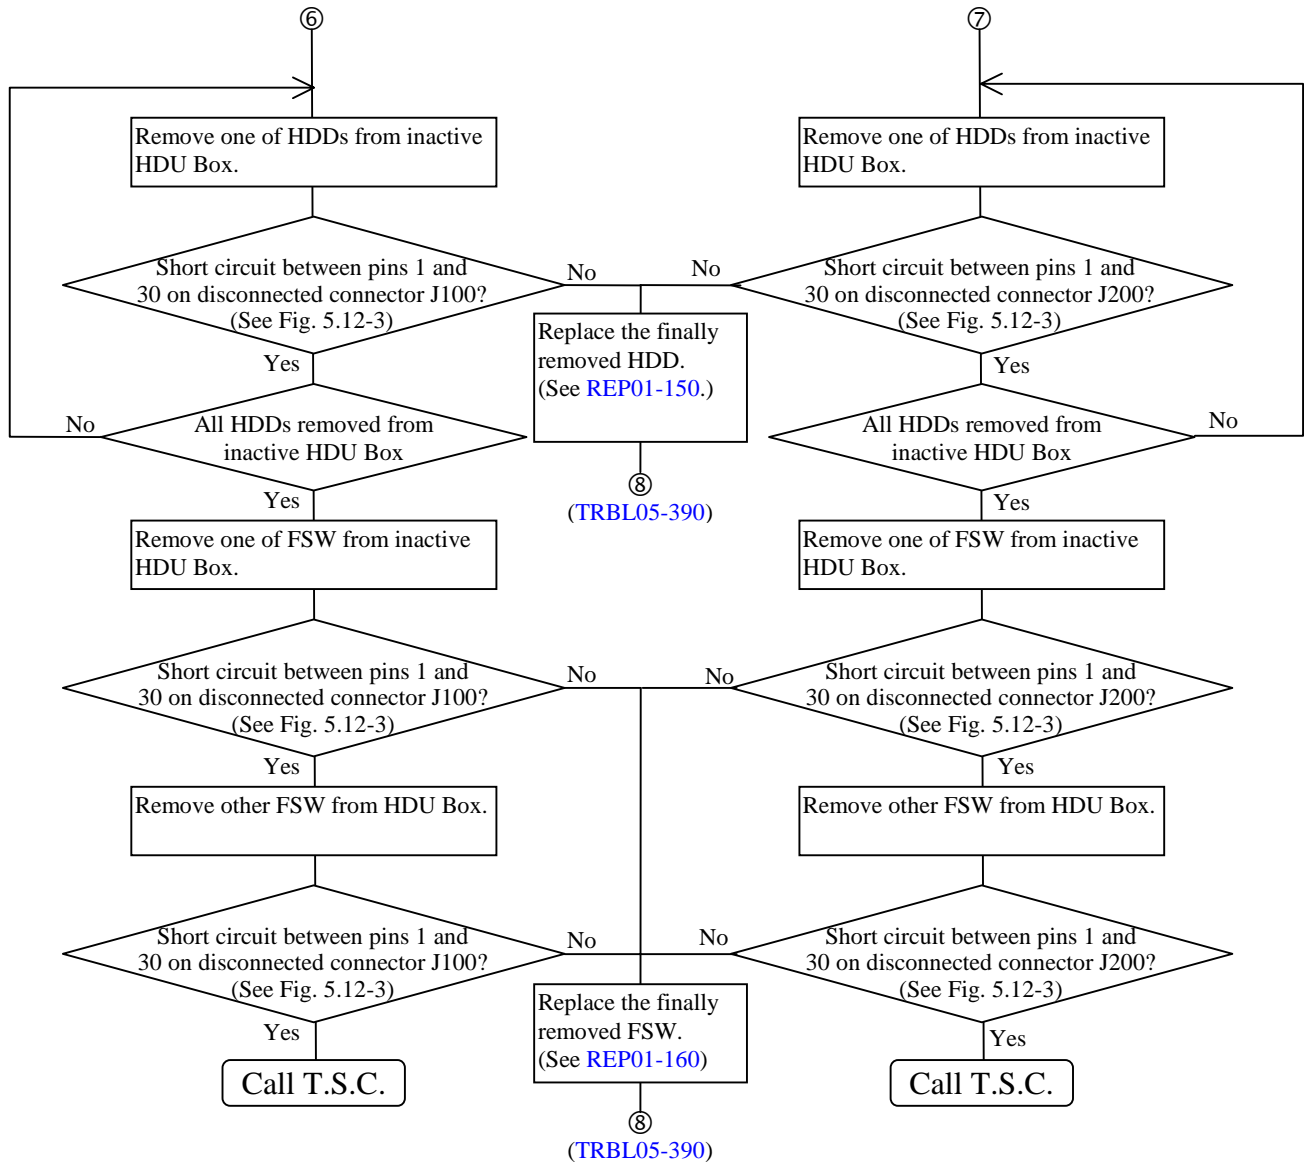 ⑥
⑦
Remove one of HDDs from inactive
HDU Box.
Remove one of HDDs from inactive
HDU Box.
Short circuit between pins 1 and
30 on disconnected connector J100?
(See Fig. 5.12-3)
No
No
Short circuit between pins 1 and
30 on disconnected connector J200?
(See Fig. 5.12-3)
Yes
Replace the finally
removed HDD.
(See REP01-150.)
Yes
No
All HDDs removed from
inactive HDU Box
All HDDs removed from
inactive HDU Box
No
Yes
⑧
(TRBL05-390)
Yes
Remove one of FSW from inactive
HDU Box.
Remove one of FSW from inactive
HDU Box.
Short circuit between pins 1 and
30 on disconnected connector J100?
(See Fig. 5.12-3)
No
No
Short circuit between pins 1 and
30 on disconnected connector J200?
(See Fig. 5.12-3)
Yes
Yes
Remove other FSW from HDU Box.
Remove other FSW from HDU Box.
Short circuit between pins 1 and
30 on disconnected connector J100?
(See Fig. 5.12-3)
No
No
Short circuit between pins 1 and
30 on disconnected connector J200?
(See Fig. 5.12-3)
Yes
Replace the finally
removed FSW.
(See REP01-160)
Yes
Call T.S.C.
Call T.S.C.
⑧
(TRBL05-390)